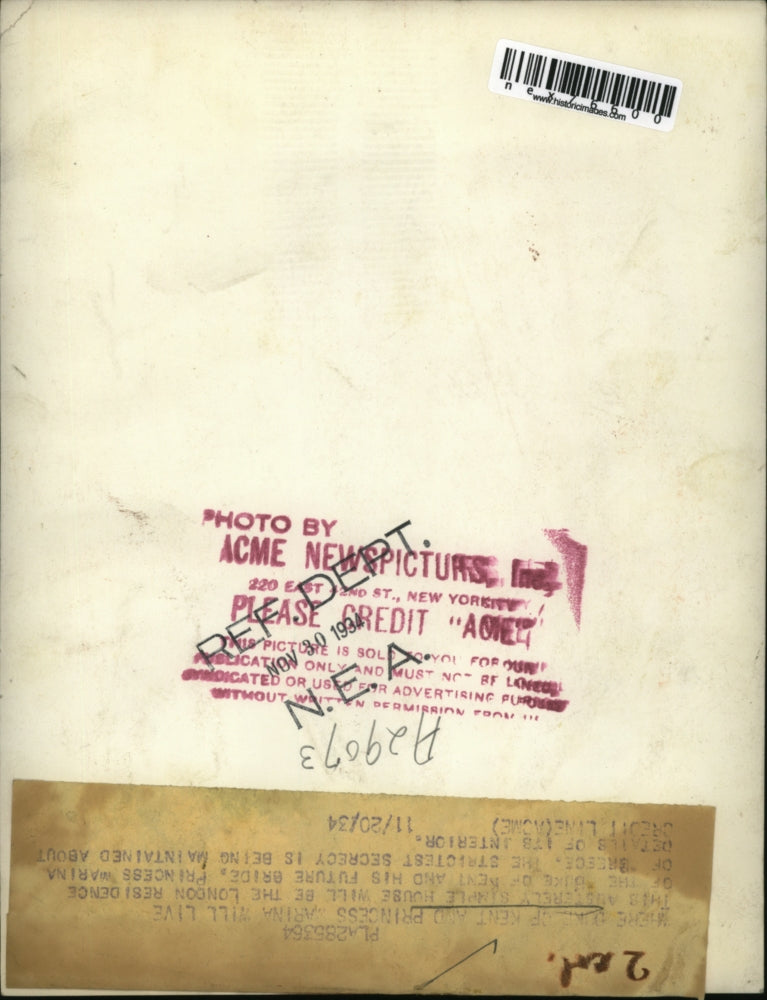 nex76600
www.historicimages.com
PHOTO BY
ACME NEWSPICTURES, Inc.
220 EAST 42ND ST., NEW YORK CITY
PLEASE CREDIT "ACME"
THIS PICTURE IS SOLD TO YOU FOR YOUR
PUBLICATION ONLY AND MUST NOT BE LOANED,
SYNDICATED OR USED FOR ADVERTISING PURPOSES
WITHOUT WRITTEN PERMISSION FROM US
REF. DEPT.
NOV 30 1934
N. E. A.
A29073
2 col.
PLA285364
WHERE DUKE OF KENT AND PRINCESS MARINA WILL LIVE
THIS AUSTERELY SIMPLE HOUSE WILL BE THE LONDON RESIDENCE
OF THE DUKE OF KENT AND HIS FUTURE BRIDE, PRINCESS MARINA
OF GREECE. THE STRICTEST SECRECY IS BEING MAINTAINED ABOUT
DETAILS OF ITS INTERIOR.
CREDIT LINE(ACME) 11/20/34